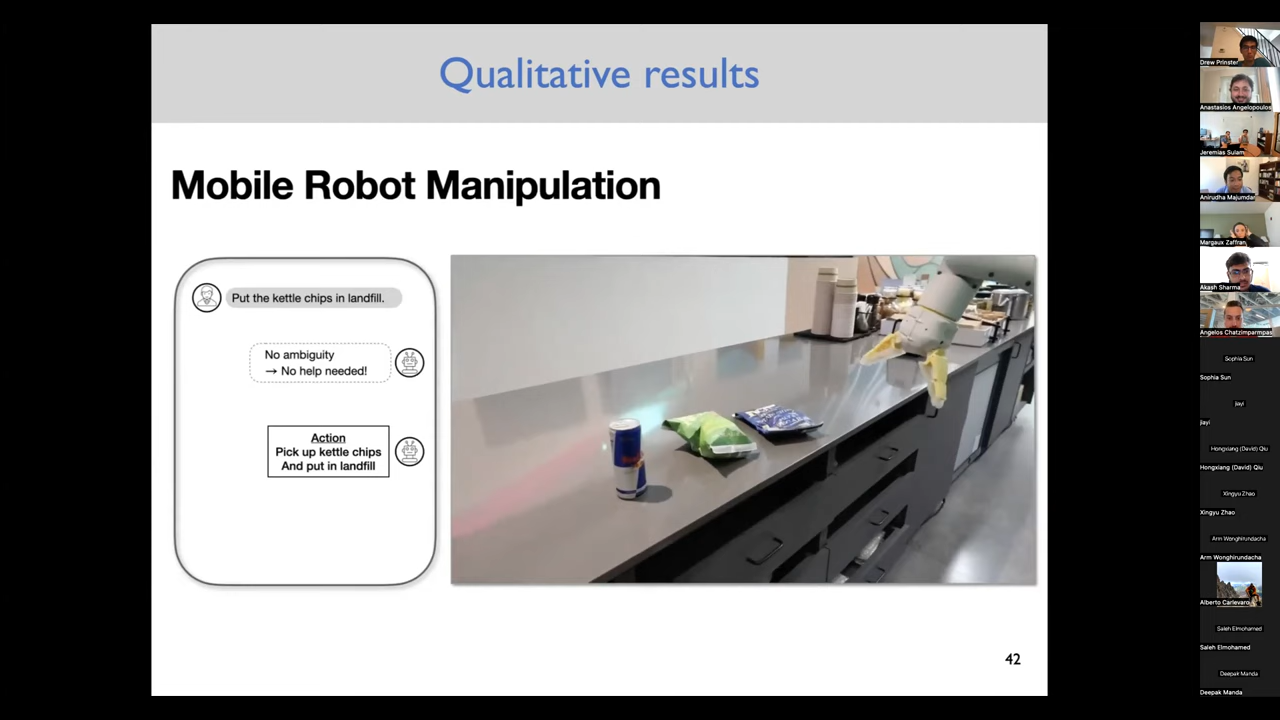 Qualitative results
Mobile Robot Manipulation
Put the kettle chips in landfill.
No ambiguity
→ No help needed!
Action
Pick up kettle chips
And put in landfill
42
Drew Prinster
Anastasios Angelopoulos
Jeremias Sulam
Anirudha Majumdar
Margaux Zaffran
Akash Sharma
Angelos Chatzimparmpas
Sophia Sun
Sophia Sun
Jiayi
Jiayi
Hongxiang (David) Qiu
Hongxiang (David) Qiu
Xingyu Zhao
Xingyu Zhao
Arm Wonghirundacha
Arm Wonghirundacha
Alberto Carlevaro
Saleh Elmohamed
Saleh Elmohamed
Deepak Manda
Deepak Manda